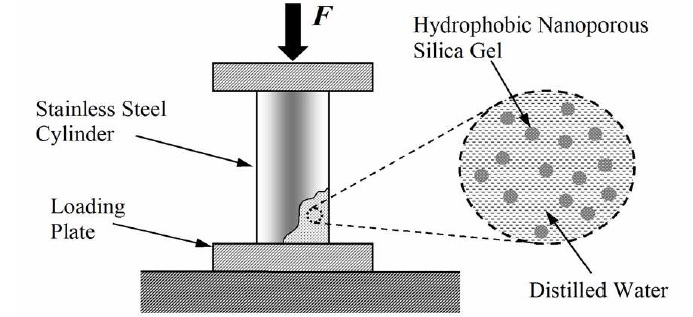 F
Hydrophobic Nanoporous
Silica Gel
Stainless Steel
Cylinder
Loading
Plate
Distilled Water